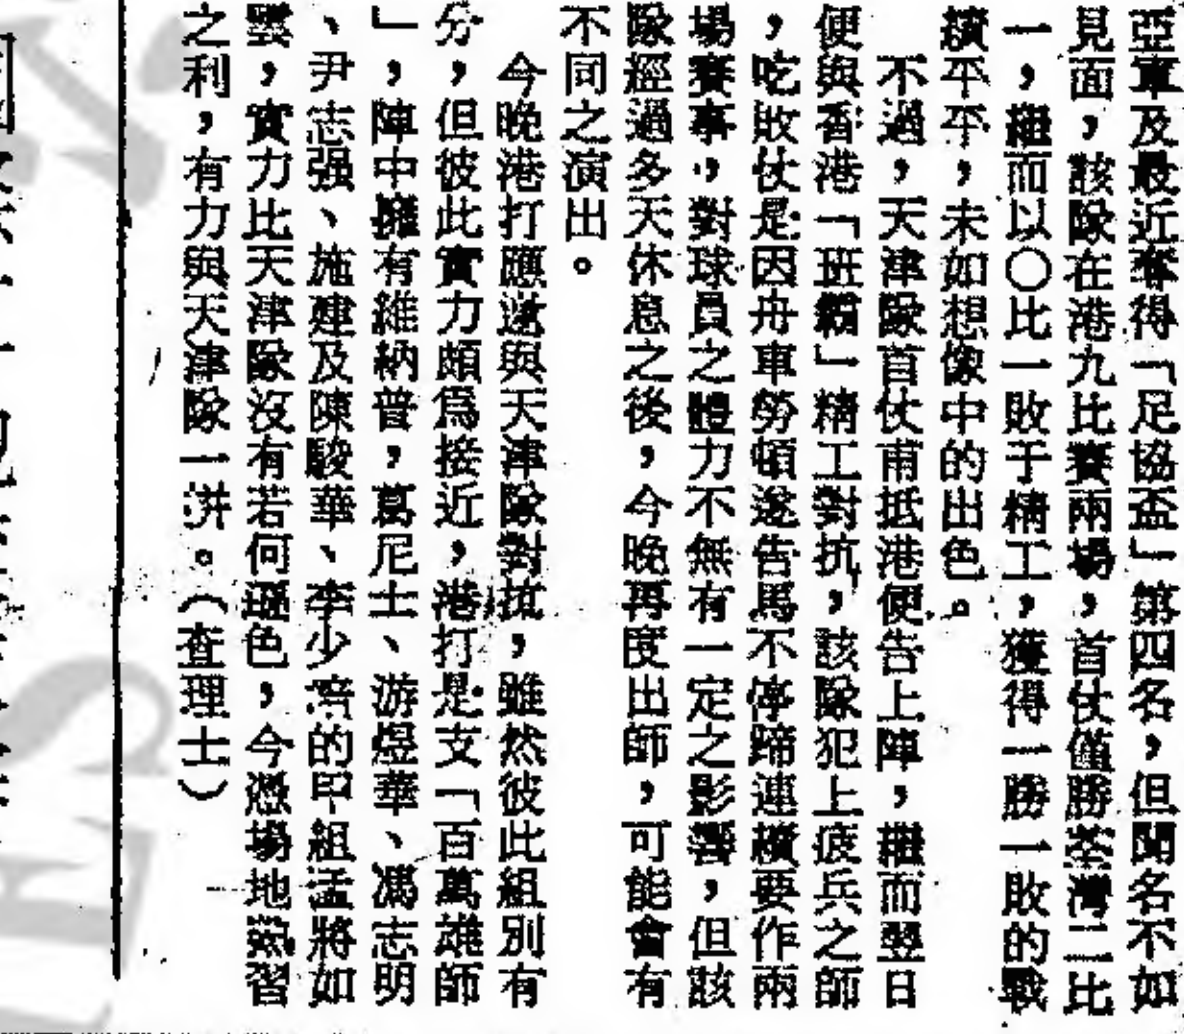 亞軍及最近奪得「足協盃」第四名，但聞名不如
見面，該隊在港九比賽兩場，首仗僅勝荃灣二比
一，繼而以〇比一敗于精工，獲得一勝一敗的戰
績平平，未如想像中的出色。
不過，天津隊首仗甫抵港便告上陣，繼而翌日
便與香港「班霸」精工對抗，該隊犯上疲兵之師
，吃敗仗是因舟車勞頓遂告馬不停蹄連續要作兩
場賽事，對球員之體力不無有一定之影響，但該
隊經過多天休息之後，今晚再度出師，可能會有
不同之演出。
今晚港打應邀與天津隊對抗，雖然彼此組別有
分，但彼此實力頗爲接近，港打是支「百萬雄師
」，陣中擁有維納普，葛尼士、游煜華、馮志明
、尹志强、施建及陳駿華、李少濟的甲組猛將如
雲，實力比天津隊沒有若何遜色，今憑場地熟習
之利，有力與天津隊一拼。（查理士）